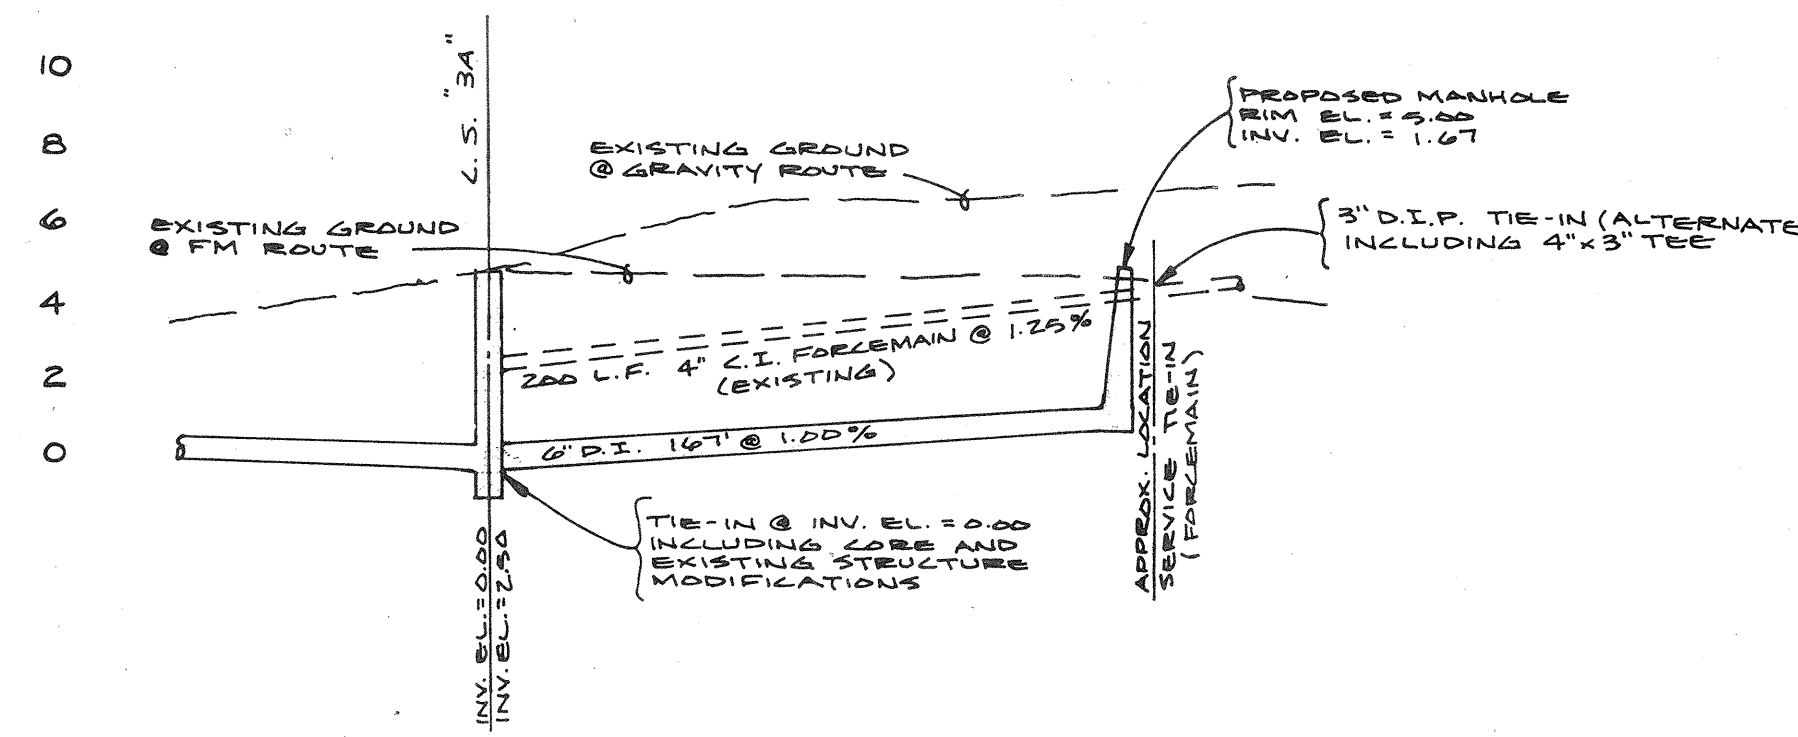 10
8
6
4
2
0
L.S. "3A"
EXISTING GROUND
@ GRAVITY ROUTE
EXISTING GROUND
@ FM ROUTE
PROPOSED MANHOLE
RIM EL. = 5.00
INV. EL. = 1.67
3" D.I.P. TIE-IN (ALTERNATE
INCLUDING 4" x 3" TEE
200 L.F. 4" C.I. FORCEMAIN @ 1.25%
(EXISTING)
6" D.I. 167' @ 1.00%
TIE-IN @ INV. EL. = 0.00
INCLUDING CORE AND
EXISTING STRUCTURE
MODIFICATIONS
INV. EL. = 0.00
INV. EL. = 2.50
APPROX. LOCATION
SERVICE TIE-IN
(FORCEMAIN)